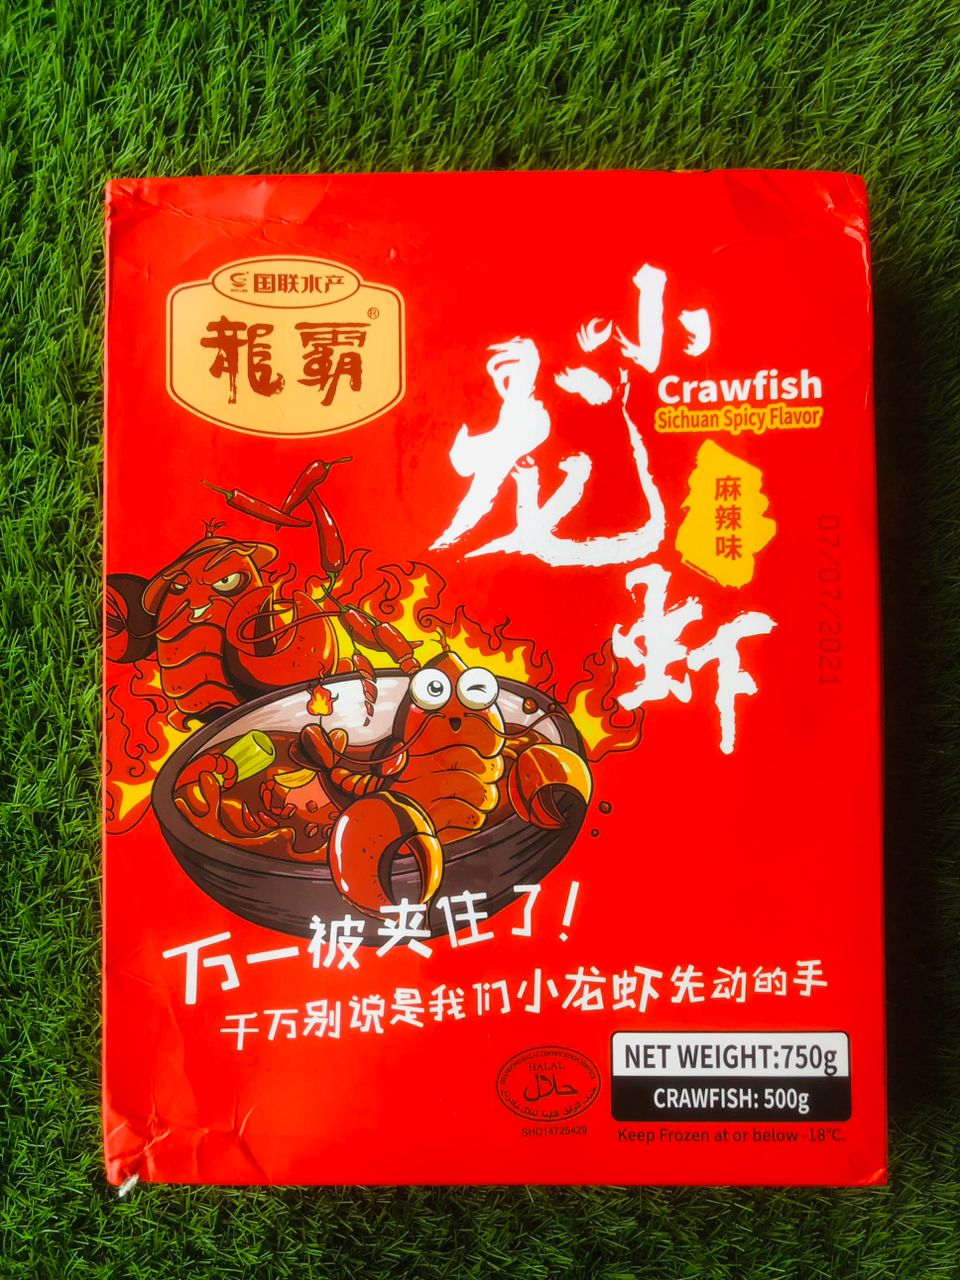 国联水产
龍霸®
小龙虾
Crawfish
Sichuan Spicy Flavor
麻辣味
07/07/2021
万一被夹住了!
千万别说是我们小龙虾先动的手
HALAL
حلال
SHC14725429
NET WEIGHT:750g
CRAWFISH: 500g
Keep Frozen at or below -18°C.